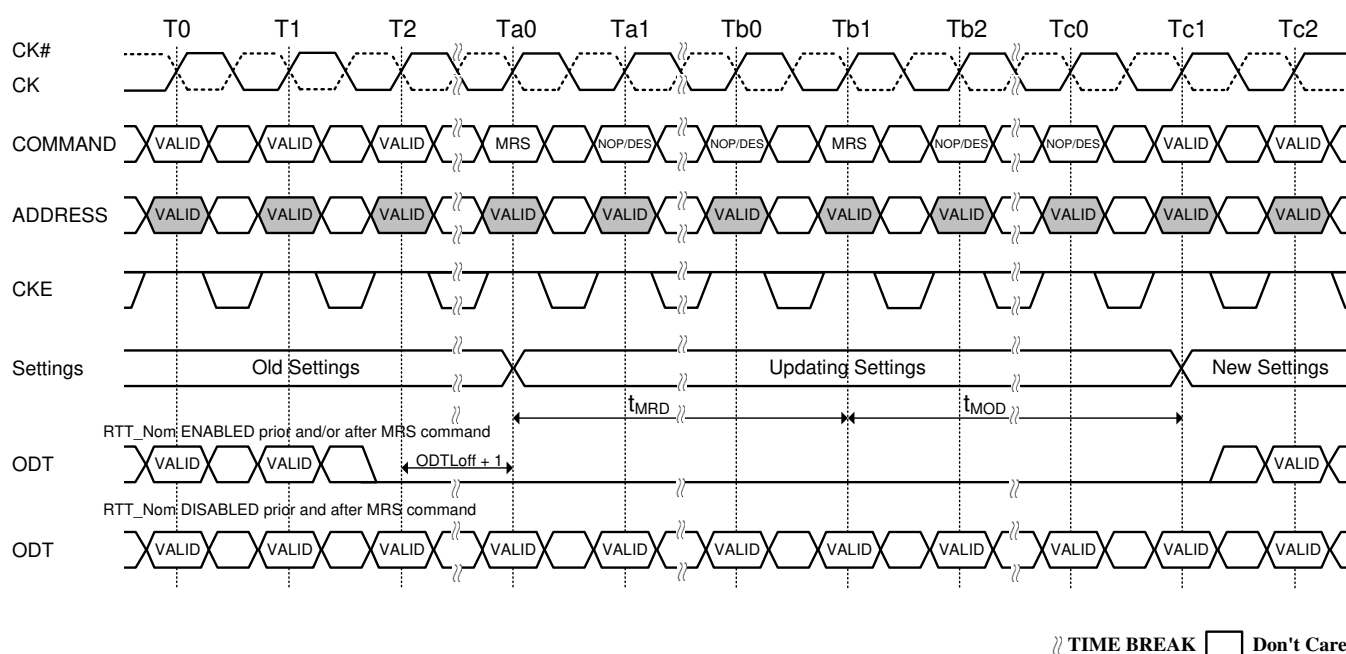 T0 T1 T2 Ta0 Ta1 Tb0 Tb1 Tb2 Tc0 Tc1 Tc2
CK#
CK
COMMAND VALID VALID VALID MRS NOP/DES NOP/DES MRS NOP/DES NOP/DES VALID VALID
ADDRESS VALID VALID VALID VALID VALID VALID VALID VALID VALID VALID VALID
CKE
Settings Old Settings Updating Settings New Settings
tMRD tMOD
RTT_Nom ENABLED prior and/or after MRS command
ODT VALID VALID ODTLoff + 1 VALID
RTT_Nom DISABLED prior and after MRS command
ODT VALID VALID VALID VALID VALID VALID VALID VALID VALID VALID VALID
TIME BREAK Don't Care